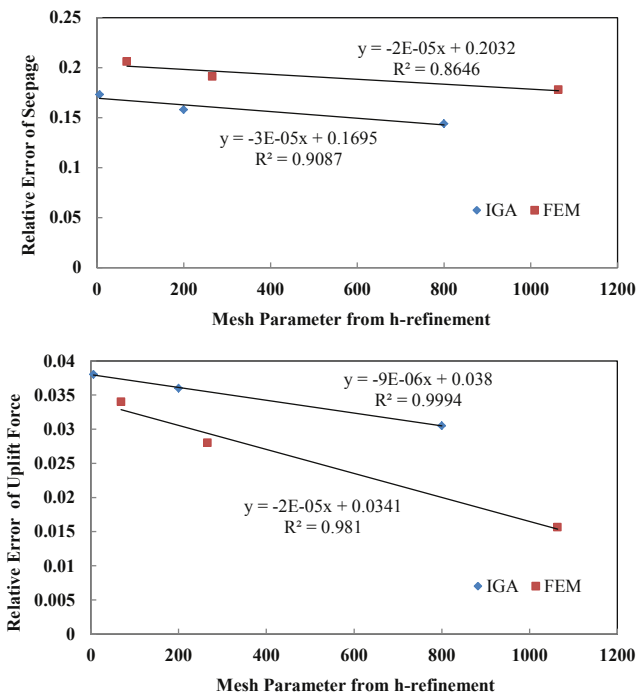 Relative Error of Seepage
0.25
0.2
0.15
0.1
0.05
0
y = -2E-05x + 0.2032
R² = 0.8646
y = -3E-05x + 0.1695
R² = 0.9087
IGA FEM
0 200 400 600 800 1000 1200
Mesh Parameter from h-refinement
Relative Error of Uplift Force
0.04
0.035
0.03
0.025
0.02
0.015
0.01
0.005
0
y = -9E-06x + 0.038
R² = 0.9994
y = -2E-05x + 0.0341
R² = 0.981
IGA FEM
0 200 400 600 800 1000 1200
Mesh Parameter from h-refinement